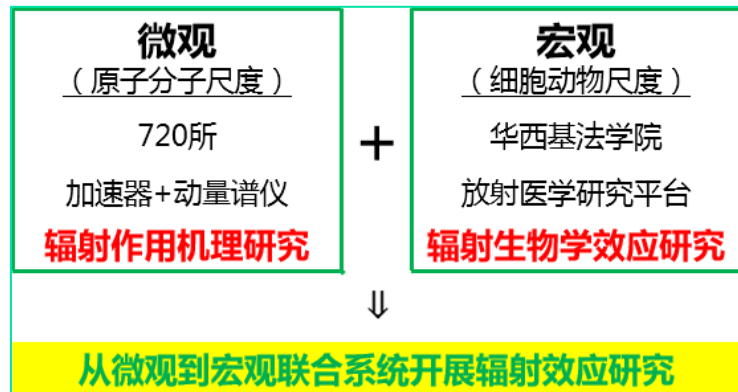 微观
（原子分子尺度）
720所
加速器+动量谱仪
辐射作用机理研究
+
宏观
（细胞动物尺度）
华西基法学院
放射医学研究平台
辐射生物学效应研究
⇓
从微观到宏观联合系统开展辐射效应研究